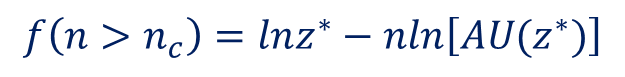 f(n > n_c) = lnz* − nln[AU(z*)]